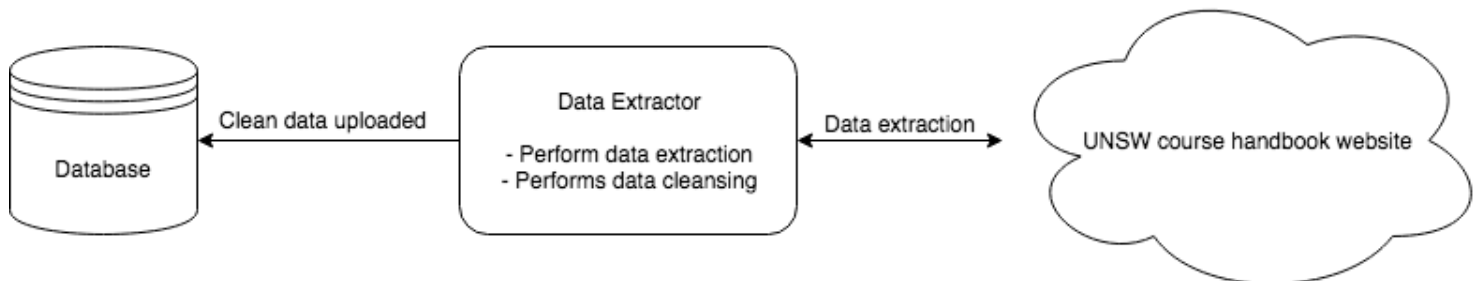 Database
Clean data uploaded
Data Extractor
- Perform data extraction
- Performs data cleansing
Data extraction
UNSW course handbook website